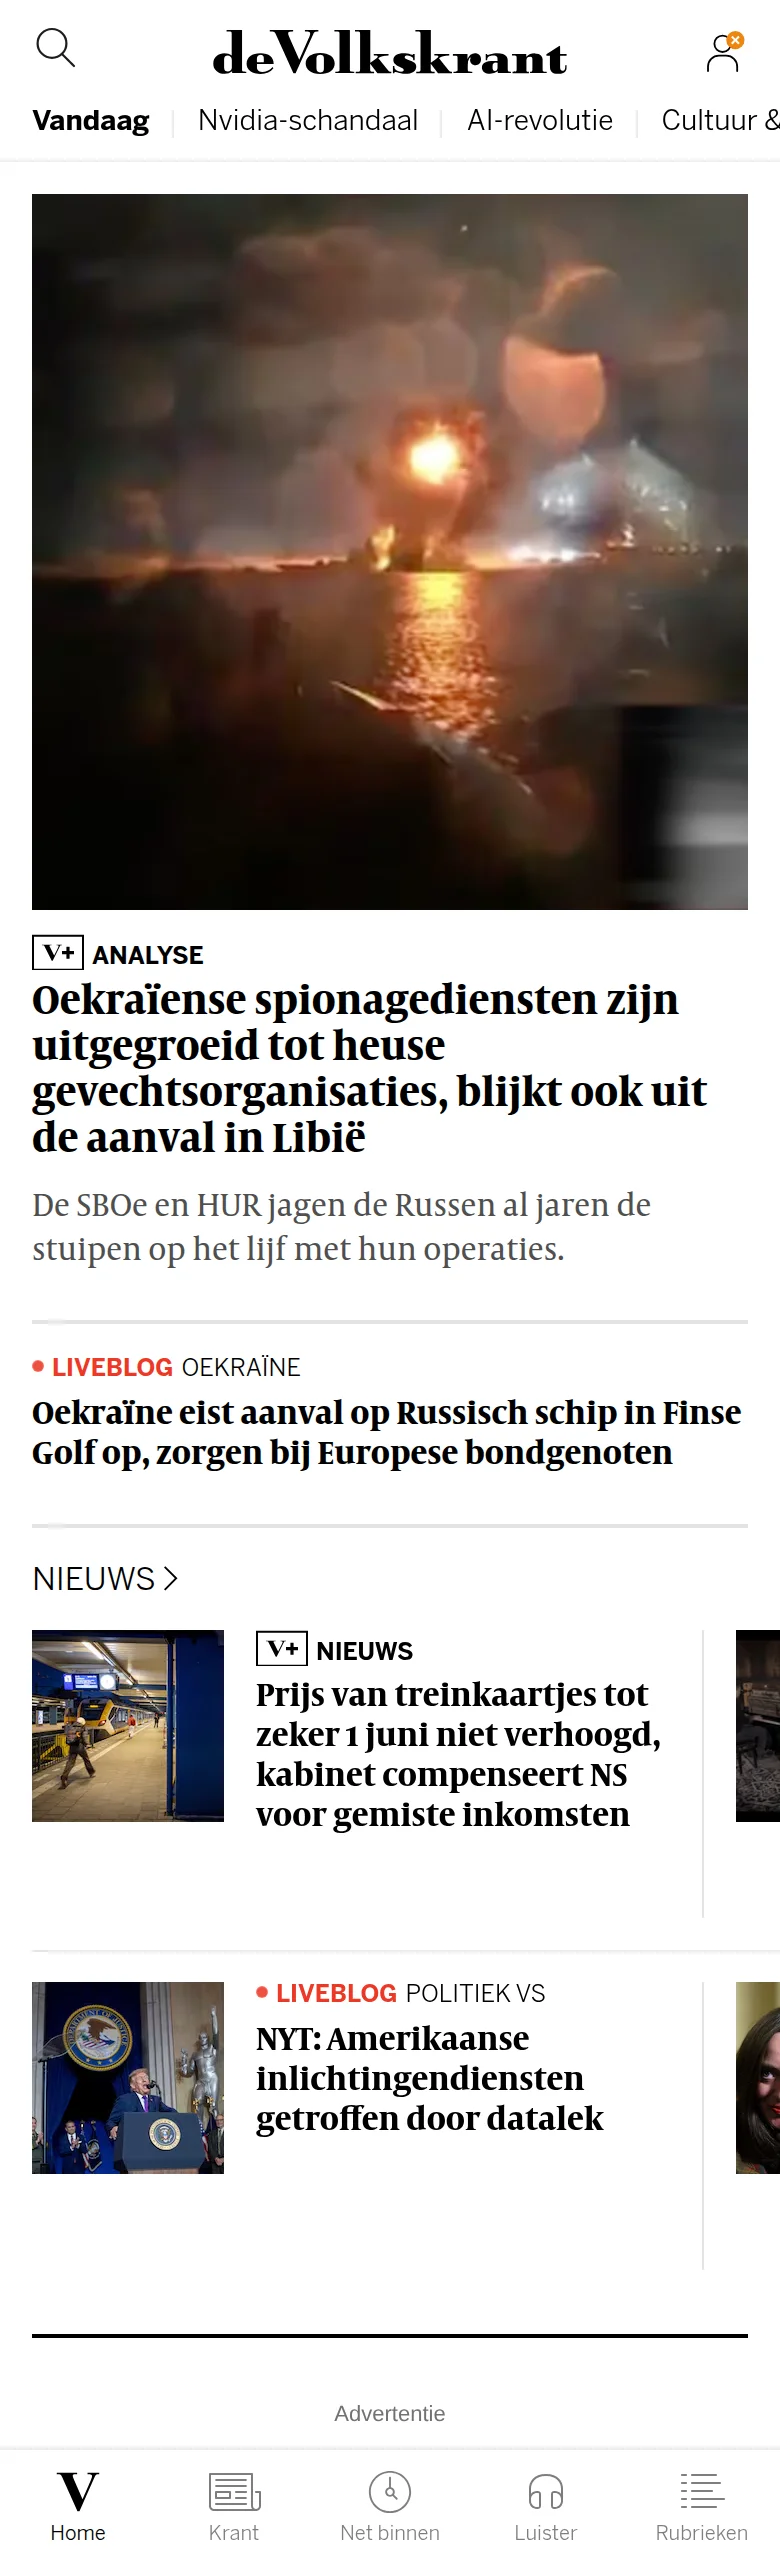 deVolkskrant
Vandaag
Nvidia-schandaal
AI-revolutie
Cultuur &
V+ ANALYSE
Oekraïense spionagediensten zijn
uitgegroeid tot heuse
gevechtsorganisaties, blijkt ook uit
de aanval in Libië
De SBOe en HUR jagen de Russen al jaren de
stuipen op het lijf met hun operaties.
LIVEBLOG OEKRAÏNE
Oekraïne eist aanval op Russisch schip in Finse
Golf op, zorgen bij Europese bondgenoten
NIEUWS
V+ NIEUWS
Prijs van treinkaartjes tot
zeker 1 juni niet verhoogd,
kabinet compenseert NS
voor gemiste inkomsten
LIVEBLOG POLITIEK VS
NYT: Amerikaanse
inlichtingendiensten
getroffen door datalek
Advertentie
V
Home
Krant
Net binnen
Luister
Rubrieken